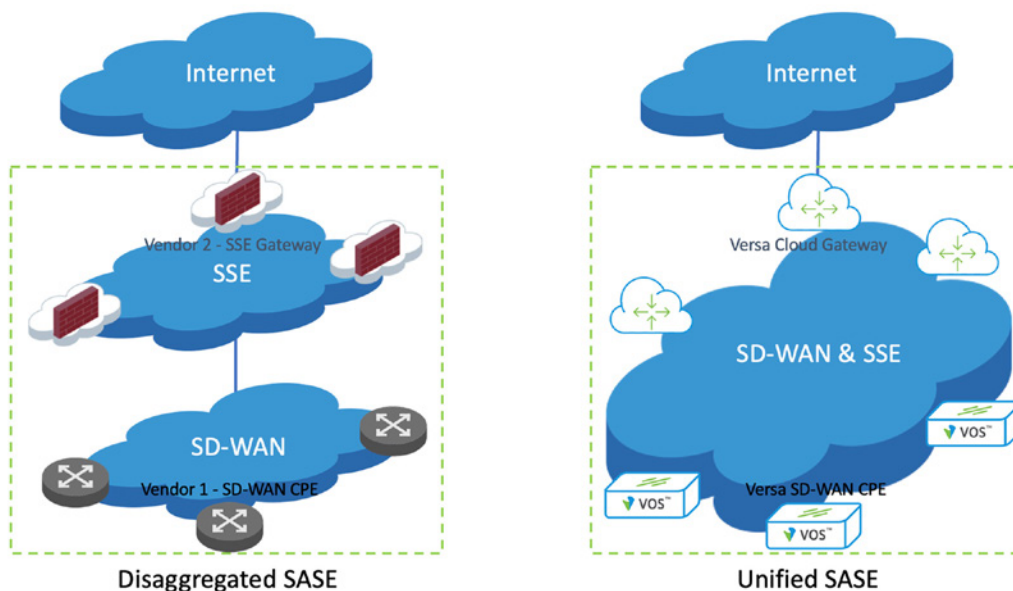 Internet
Vendor 2 - SSE Gateway
SSE
SD-WAN
Vendor 1 - SD-WAN CPE
Disaggregated SASE
Internet
Versa Cloud Gateway
SD-WAN & SSE
VOS™
VOS™
Versa SD-WAN CPE
VOS™
Unified SASE